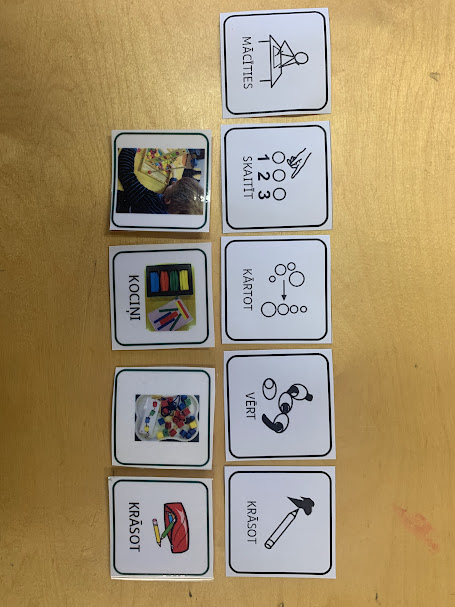 MĀCĪTIES
1 2 3
SKAITĪT
KĀRTOT
VĒRT
KRĀSOT
KOCIŅI
KRĀSOT